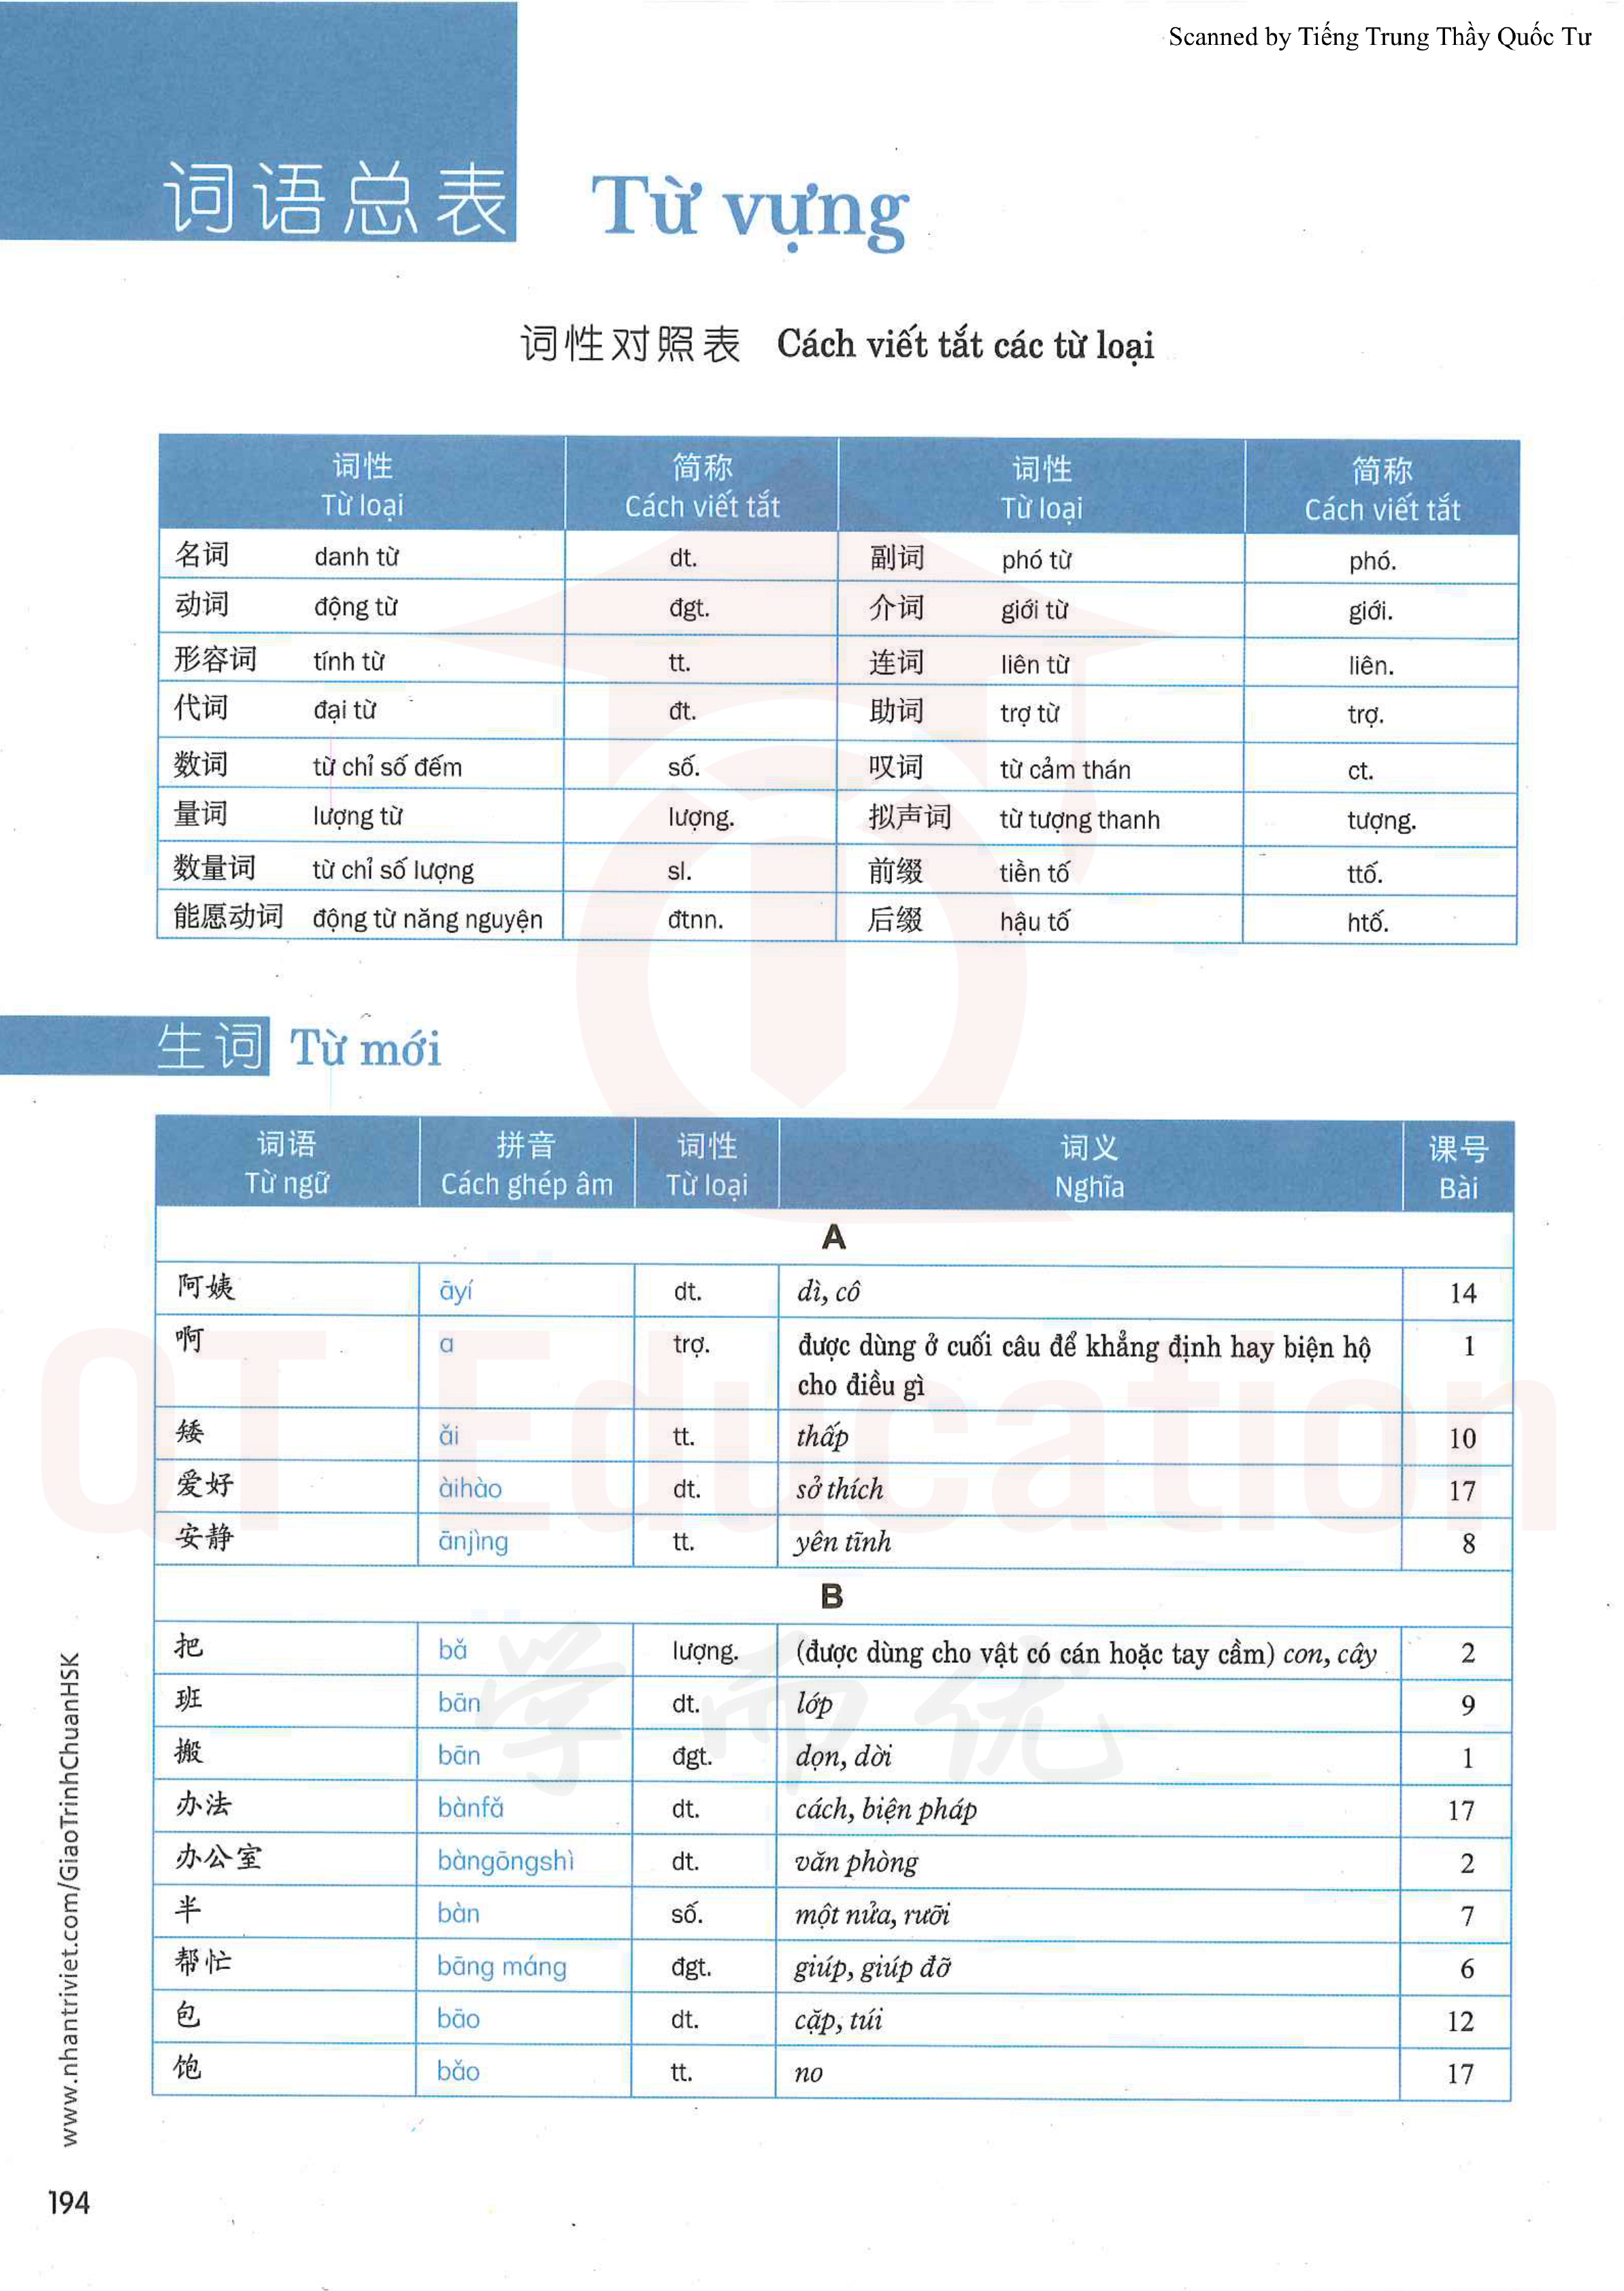 Scanned by Tiếng Trung Thầy Quốc Tư
词语总表 Từ vựng
词性对照表 Cách viết tắt các từ loại
词性 简称 词性 简称
Từ loại Cách viết tắt Từ loại Cách viết tắt
名词 danh từ dt. 副词 phó từ phó.
动词 động từ đgt. 介词 giới từ giới.
形容词 tính từ tt. 连词 liên từ liên.
代词 đại từ đt. 助词 trợ từ trợ.
数词 từ chỉ số đếm số. 叹词 từ cảm thán ct.
量词 lượng từ lượng. 拟声词 từ tượng thanh tượng.
数量词 từ chỉ số lượng sl. 前缀 tiền tố ttố.
能愿动词 động từ năng nguyện đtnn. 后缀 hậu tố htố.
生词 Từ mới
词语 拼音 词性 词义 课号
Từ ngữ Cách ghép âm Từ loại Nghĩa Bài
A
阿姨 āyí dt. dì, cô 14
啊 a trợ. được dùng ở cuối câu để khẳng định hay biện hộ 1
cho điều gì
矮 ǎi tt. thấp 10
爱好 àihào dt. sở thích 17
安静 ānjìng tt. yên tĩnh 8
B
把 bǎ lượng. (được dùng cho vật có cán hoặc tay cầm) con, cây 2
班 bān dt. lớp 9
搬 bān đgt. dọn, dời 1
办法 bànfǎ dt. cách, biện pháp 17
办公室 bàngōngshì dt. văn phòng 2
半 bàn số. một nửa, rưỡi 7
帮忙 bāng máng đgt. giúp, giúp đỡ 6
包 bāo dt. cặp, túi 12
饱 bǎo tt. no 17
QT Education
学而优
www.nhantriviet.com/GiaoTrinhChuanHSK
194